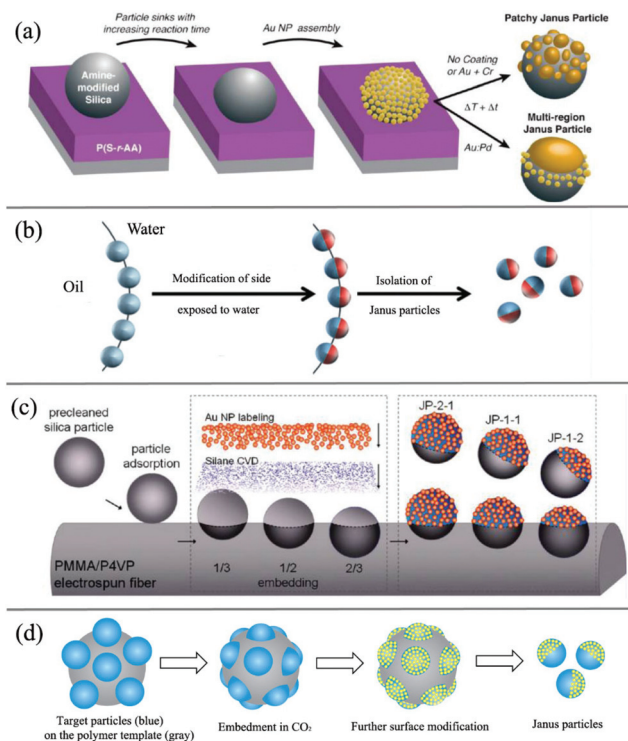 (a)
Particle sinks with
increasing reaction time
Au NP assembly
Amine-
modified
Silica
P(S-r-AA)
No Coating
or Au + Cr
ΔT + Δt
Au:Pd
Patchy Janus Particle
Multi-region
Janus Particle
(b)
Water
Oil
Modification of side
exposed to water
Isolation of
Janus particles
(c)
precleaned
silica particle
particle
adsorption
PMMA/P4VP
electrospun fiber
Au NP labeling
Silane CVD
1/3 1/2 2/3
embedding
JP-2-1 JP-1-1 JP-1-2
(d)
Target particles (blue)
on the polymer template (gray)
Embedment in CO₂
Further surface modification
Janus particles